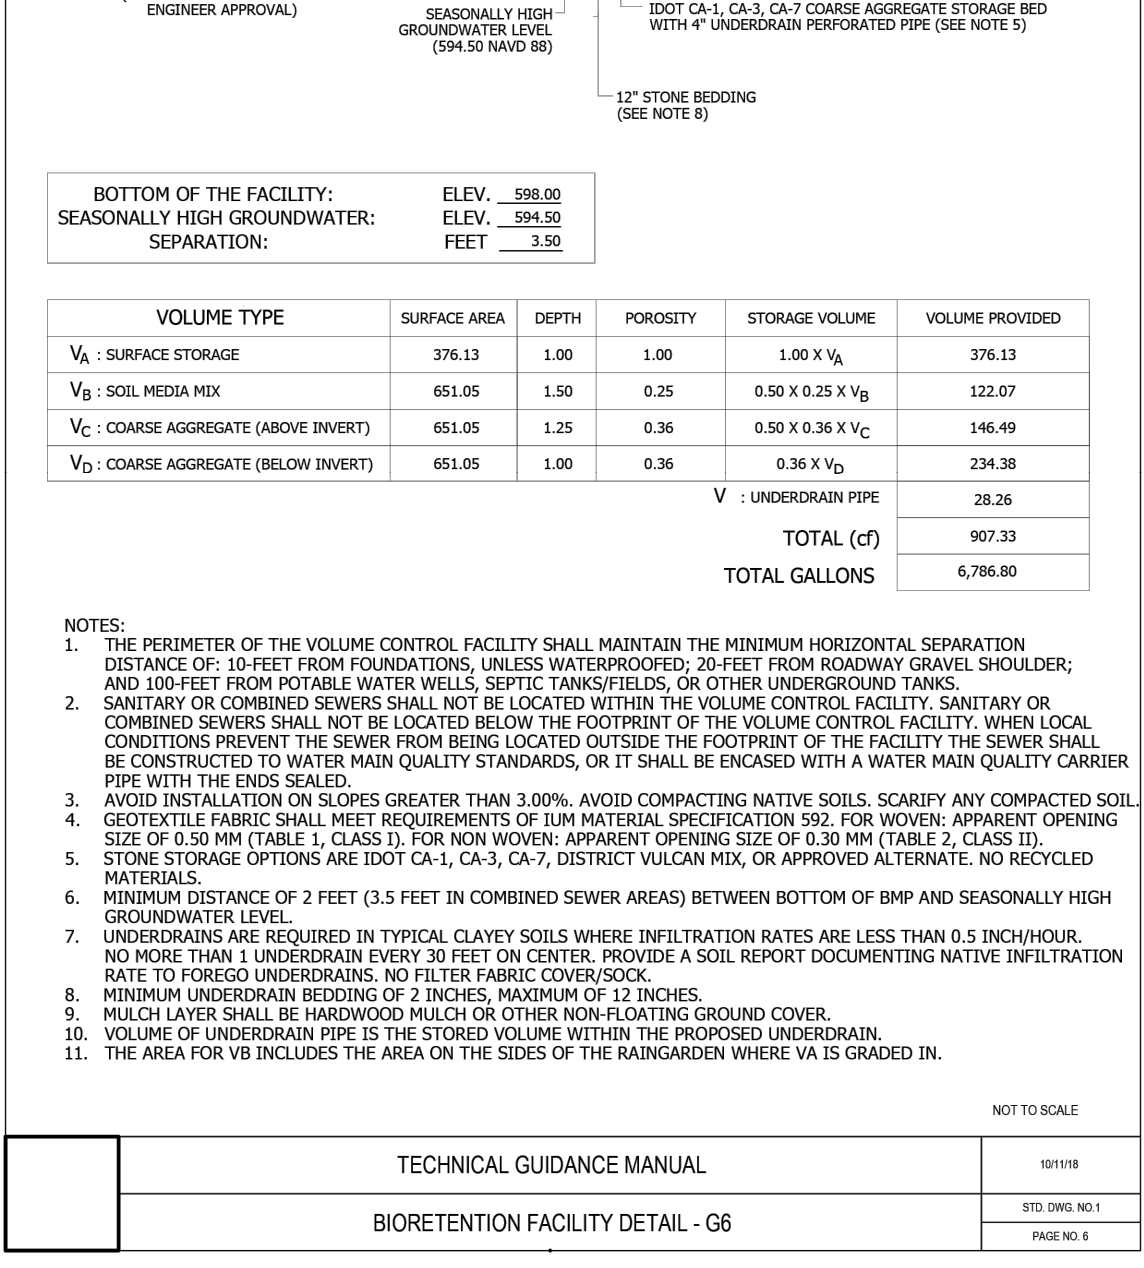 ENGINEER APPROVAL)
SEASONALLY HIGH
GROUNDWATER LEVEL
(594.50 NAVD 88)
IDOT CA-1, CA-3, CA-7 COARSE AGGREGATE STORAGE BED
WITH 4" UNDERDRAIN PERFORATED PIPE (SEE NOTE 5)
12" STONE BEDDING
(SEE NOTE 8)
BOTTOM OF THE FACILITY: ELEV. 598.00
SEASONALLY HIGH GROUNDWATER: ELEV. 594.50
SEPARATION: FEET 3.50
VOLUME TYPE SURFACE AREA DEPTH POROSITY STORAGE VOLUME VOLUME PROVIDED
VA : SURFACE STORAGE 376.13 1.00 1.00 1.00 X VA 376.13
VB : SOIL MEDIA MIX 651.05 1.50 0.25 0.50 X 0.25 X VB 122.07
VC : COARSE AGGREGATE (ABOVE INVERT) 651.05 1.25 0.36 0.50 X 0.36 X VC 146.49
VD : COARSE AGGREGATE (BELOW INVERT) 651.05 1.00 0.36 0.36 X VD 234.38
V : UNDERDRAIN PIPE 28.26
TOTAL (cf) 907.33
TOTAL GALLONS 6,786.80
NOTES:
1. THE PERIMETER OF THE VOLUME CONTROL FACILITY SHALL MAINTAIN THE MINIMUM HORIZONTAL SEPARATION
DISTANCE OF: 10-FEET FROM FOUNDATIONS, UNLESS WATERPROOFED; 20-FEET FROM ROADWAY GRAVEL SHOULDER;
AND 100-FEET FROM POTABLE WATER WELLS, SEPTIC TANKS/FIELDS, OR OTHER UNDERGROUND TANKS.
2. SANITARY OR COMBINED SEWERS SHALL NOT BE LOCATED WITHIN THE VOLUME CONTROL FACILITY. SANITARY OR
COMBINED SEWERS SHALL NOT BE LOCATED BELOW THE FOOTPRINT OF THE VOLUME CONTROL FACILITY. WHEN LOCAL
CONDITIONS PREVENT THE SEWER FROM BEING LOCATED OUTSIDE THE FOOTPRINT OF THE FACILITY THE SEWER SHALL
BE CONSTRUCTED TO WATER MAIN QUALITY STANDARDS, OR IT SHALL BE ENCASED WITH A WATER MAIN QUALITY CARRIER
PIPE WITH THE ENDS SEALED.
3. AVOID INSTALLATION ON SLOPES GREATER THAN 3.00%. AVOID COMPACTING NATIVE SOILS. SCARIFY ANY COMPACTED SOIL.
4. GEOTEXTILE FABRIC SHALL MEET REQUIREMENTS OF IUM MATERIAL SPECIFICATION 592. FOR WOVEN: APPARENT OPENING
SIZE OF 0.50 MM (TABLE 1, CLASS I). FOR NON WOVEN: APPARENT OPENING SIZE OF 0.30 MM (TABLE 2, CLASS II).
5. STONE STORAGE OPTIONS ARE IDOT CA-1, CA-3, CA-7, DISTRICT VULCAN MIX, OR APPROVED ALTERNATE. NO RECYCLED
MATERIALS.
6. MINIMUM DISTANCE OF 2 FEET (3.5 FEET IN COMBINED SEWER AREAS) BETWEEN BOTTOM OF BMP AND SEASONALLY HIGH
GROUNDWATER LEVEL.
7. UNDERDRAINS ARE REQUIRED IN TYPICAL CLAYEY SOILS WHERE INFILTRATION RATES ARE LESS THAN 0.5 INCH/HOUR.
NO MORE THAN 1 UNDERDRAIN EVERY 30 FEET ON CENTER. PROVIDE A SOIL REPORT DOCUMENTING NATIVE INFILTRATION
RATE TO FOREGO UNDERDRAINS. NO FILTER FABRIC COVER/SOCK.
8. MINIMUM UNDERDRAIN BEDDING OF 2 INCHES, MAXIMUM OF 12 INCHES.
9. MULCH LAYER SHALL BE HARDWOOD MULCH OR OTHER NON-FLOATING GROUND COVER.
10. VOLUME OF UNDERDRAIN PIPE IS THE STORED VOLUME WITHIN THE PROPOSED UNDERDRAIN.
11. THE AREA FOR VB INCLUDES THE AREA ON THE SIDES OF THE RAINGARDEN WHERE VA IS GRADED IN.
NOT TO SCALE
TECHNICAL GUIDANCE MANUAL
10/11/18
BIORETENTION FACILITY DETAIL - G6
STD. DWG. NO.1
PAGE NO. 6